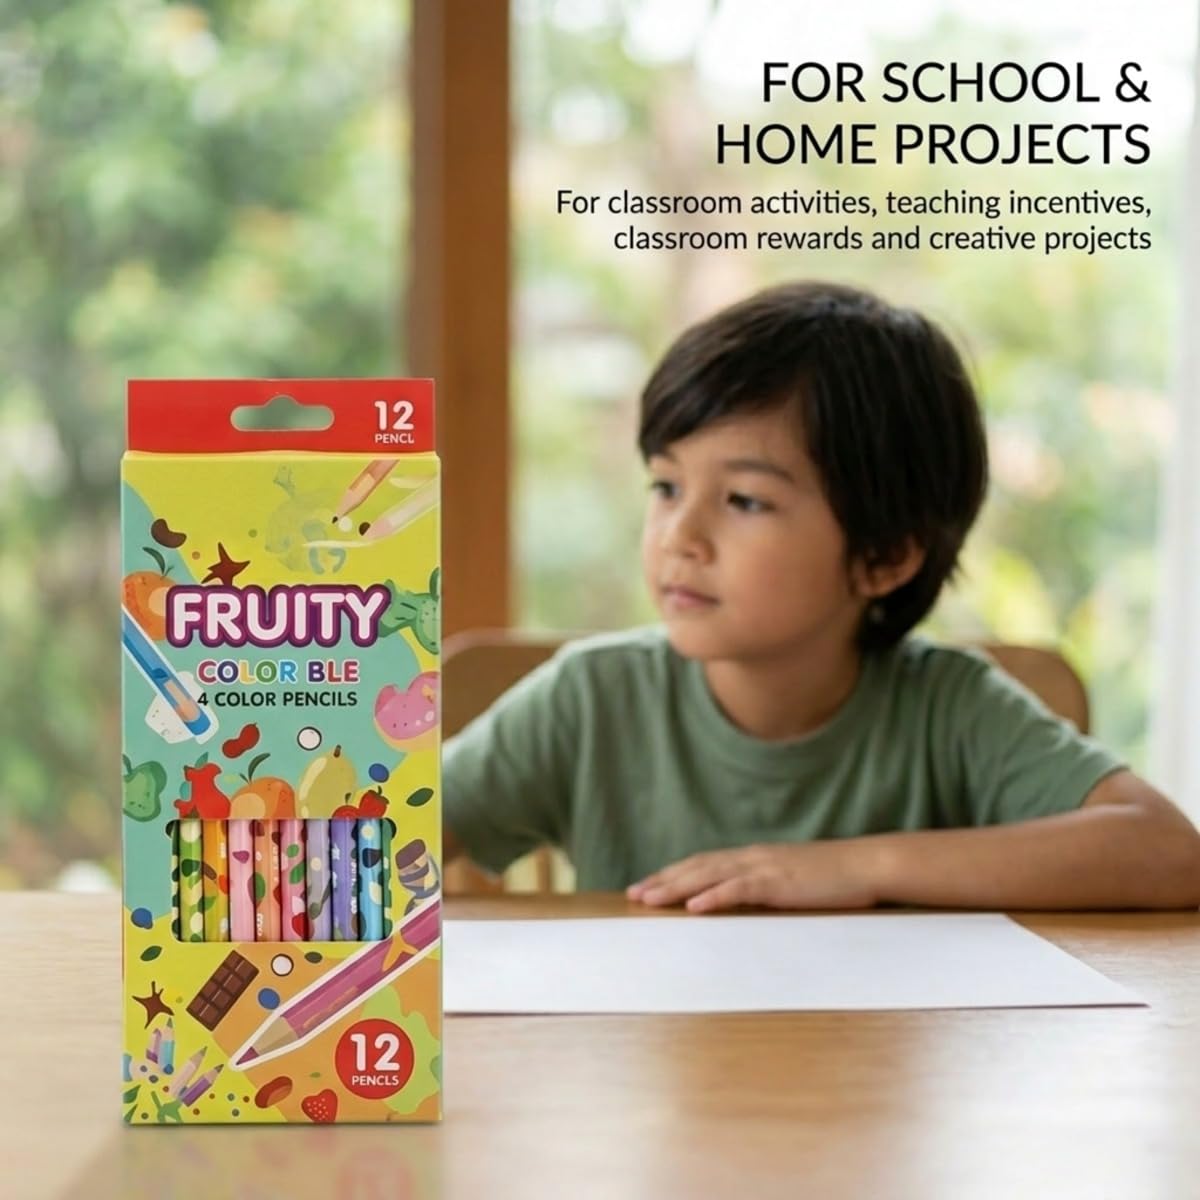 FOR SCHOOL &
HOME PROJECTS
For classroom activities, teaching incentives,
classroom rewards and creative projects
12
PENCL
FRUITY
COLOR BLE
4 COLOR PENCILS
12
PENCLS